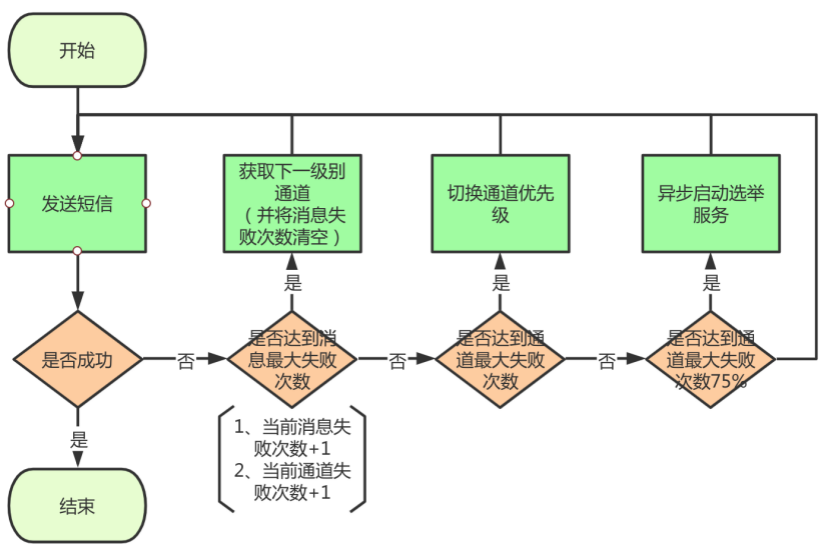 开始
发送短信
获取下一级别
通道
（并将消息失
败次数清空）
切换通道优先
级
异步启动选举
服务
是
是
是
是否成功
否
是否达到消
息最大失败
次数
否
是否达到通
道最大失败
次数
否
是否达到通
道最大失败
次数75%
是
1、当前消息失
败次数+1
2、当前通道失
败次数+1
结束